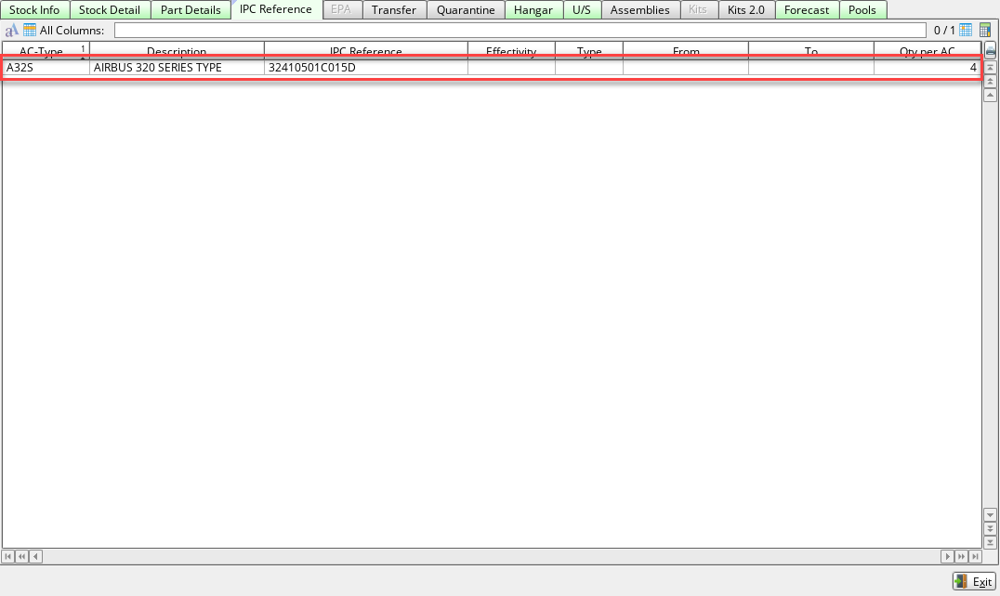 Stock Info Stock Detail Part Details IPC Reference EPA Transfer Quarantine Hangar U/S Assemblies Kits Kits 2.0 Forecast Pools
aA All Columns: 0 / 1
AC-Type 1 Description IPC Reference Effectivity Type From To Qty per AC
A32S AIRBUS 320 SERIES TYPE 32410501C015D 4
Exit